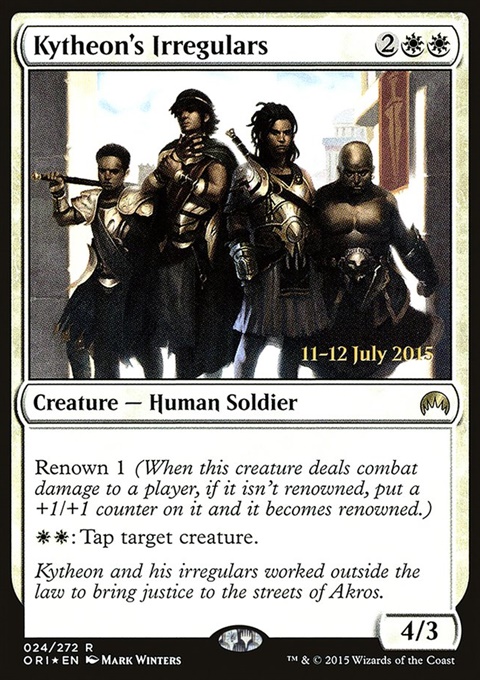 Kytheon's Irregulars 2
11-12 July 2015
Creature — Human Soldier
Renown 1 (When this creature deals combat
damage to a player, if it isn't renowned, put a
+1/+1 counter on it and it becomes renowned.)
: Tap target creature.
Kytheon and his irregulars worked outside the
law to bring justice to the streets of Akros.
4/3
024/272 R
ORI★EN Mark Winters
™ & © 2015 Wizards of the Coast